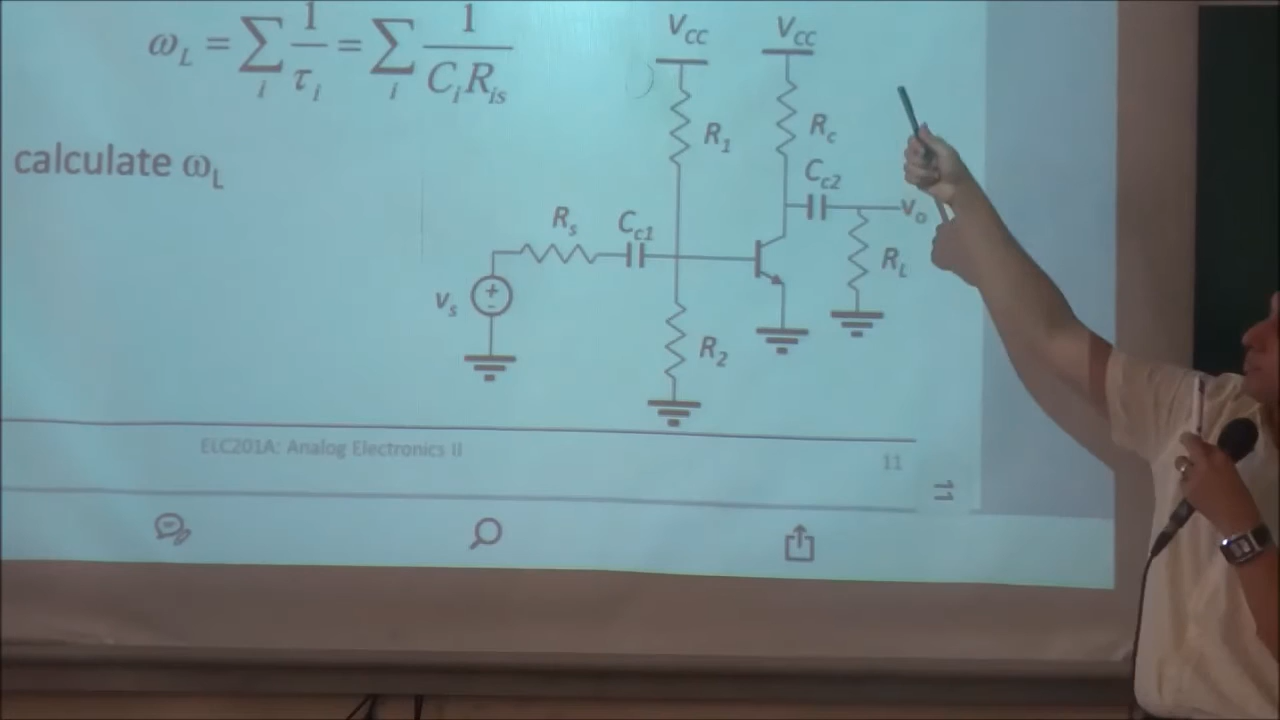 ω_L = Σ_i 1/τ_i = Σ_i 1/(C_i R_is)
calculate ω_L
V_CC
V_CC
R_1
R_c
C_c2
v_o
R_s
C_c1
R_L
v_s
+
-
R_2
ELC201A: Analog Electronics II
11
11